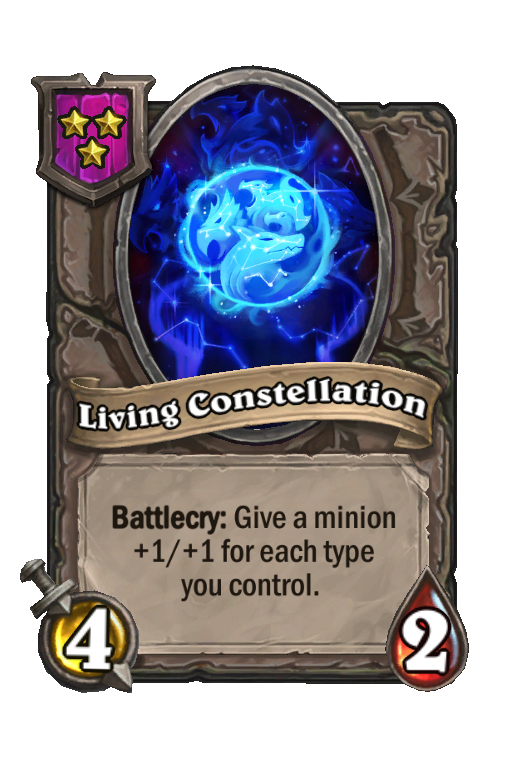 Living Constellation
Battlecry: Give a minion
+1/+1 for each type
you control.
4
2